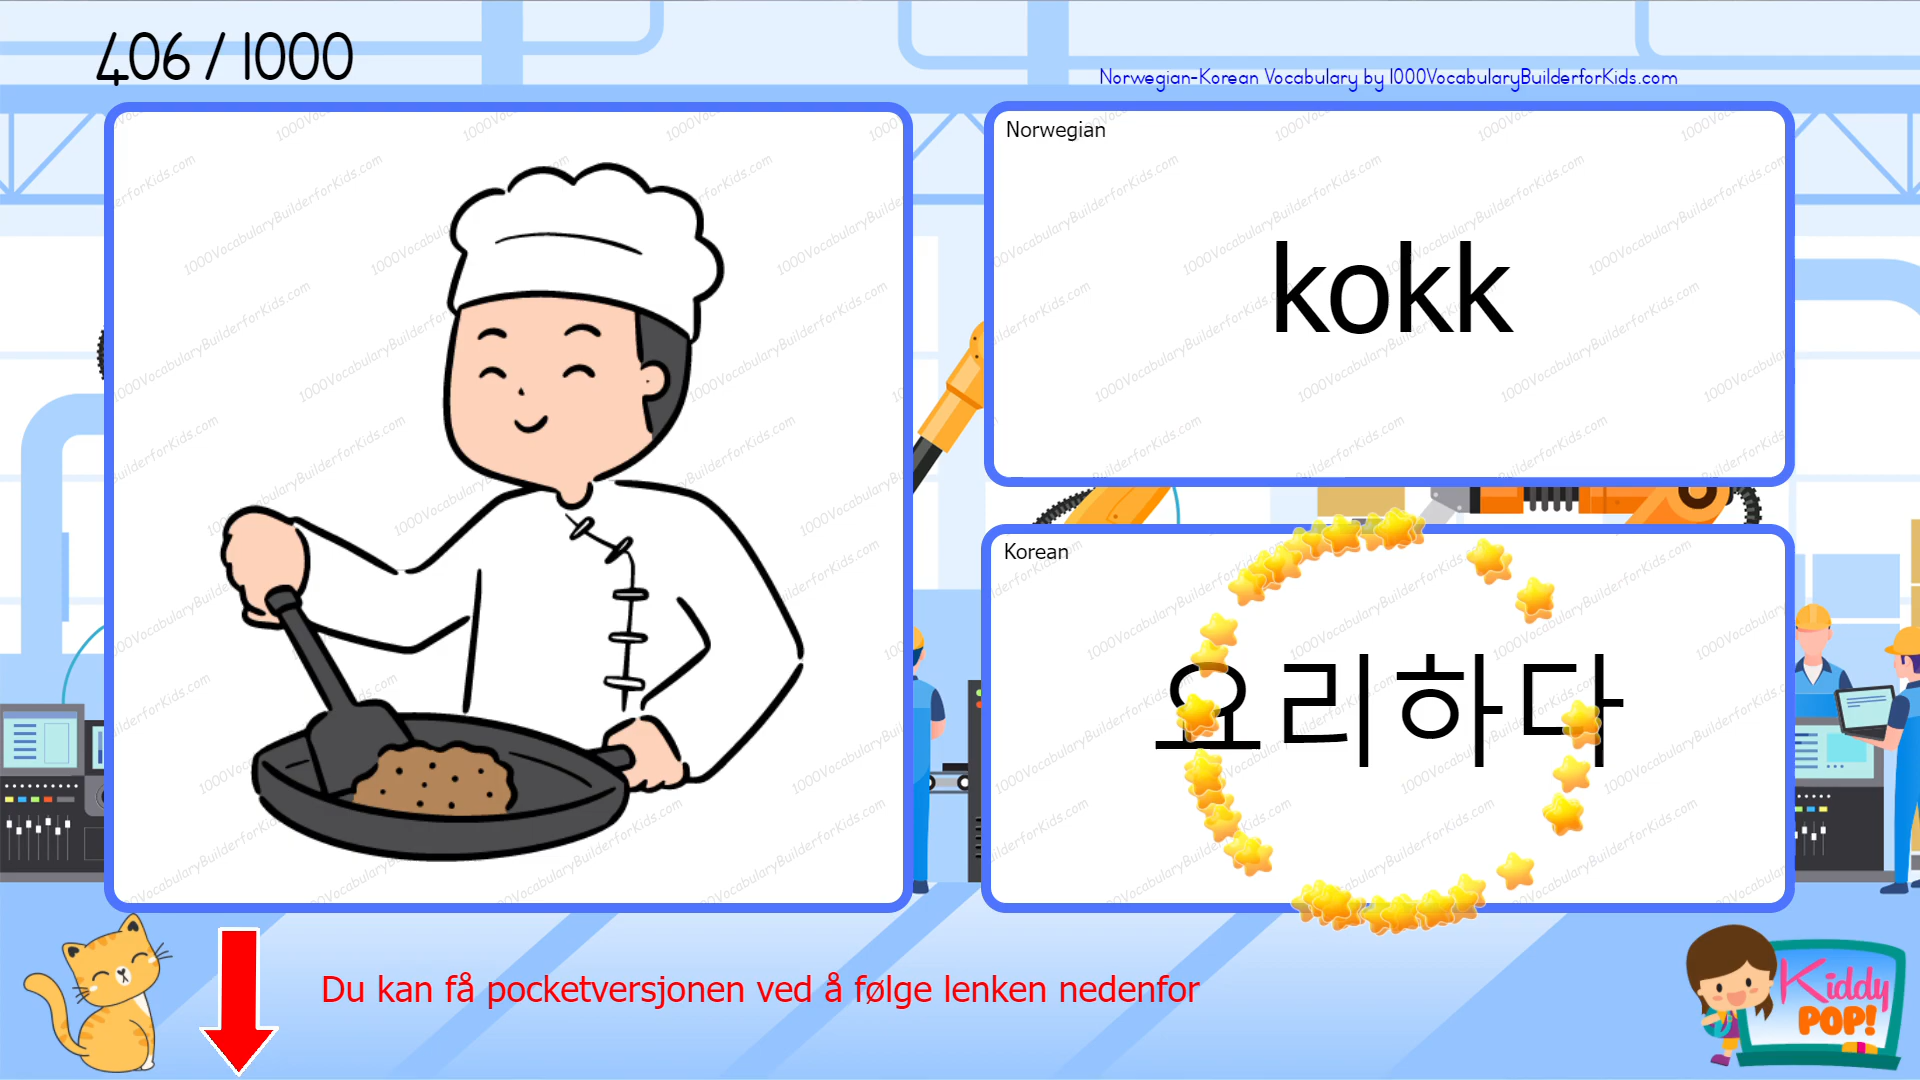 406 / 1000
Norwegian-Korean Vocabulary by 1000VocabularyBuilderforKids.com
Norwegian
kokk
Korean
요리하다
Du kan få pocketversjonen ved å følge lenken nedenfor
Kiddy
POP!